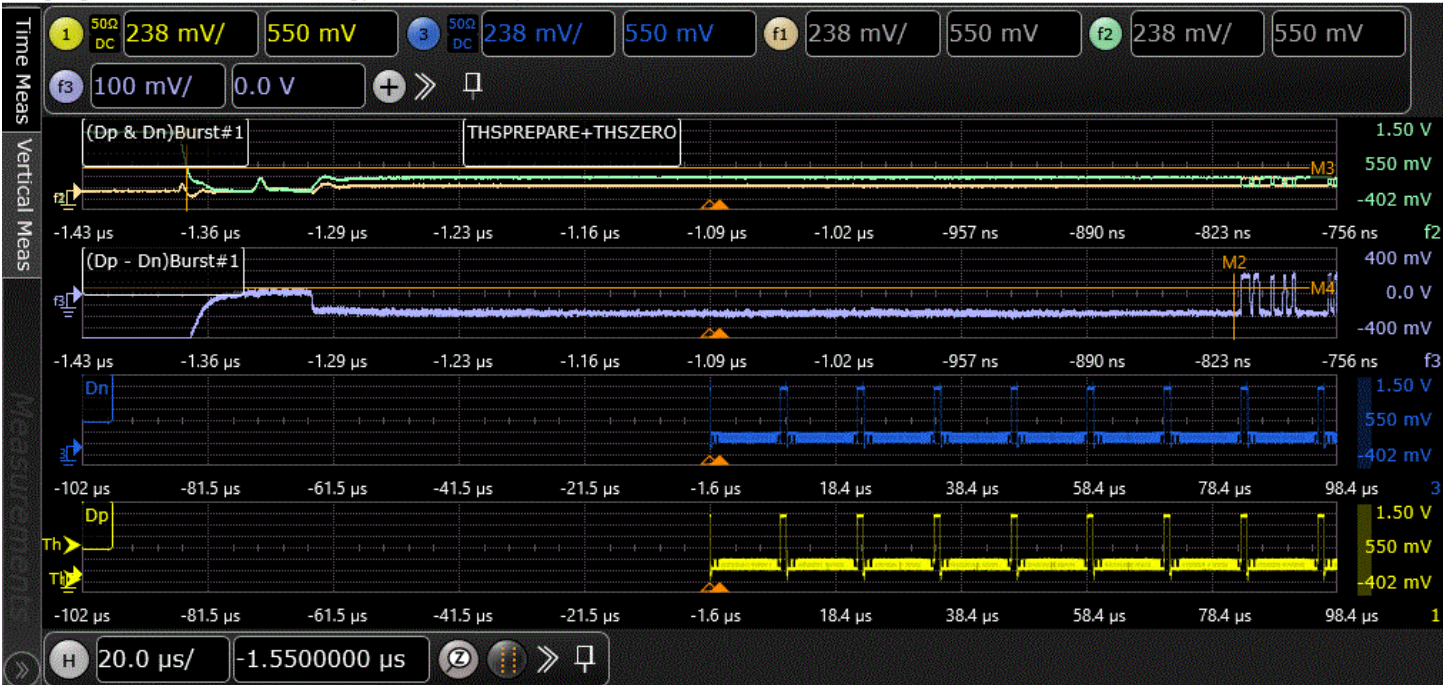 Time Meas
Vertical Meas
Measurements
1 50Ω DC 238 mV/ 550 mV 3 50Ω DC 238 mV/ 550 mV f1 238 mV/ 550 mV f2 238 mV/ 550 mV
f3 100 mV/ 0.0 V
(Dp & Dn)Burst#1 THSPREPARE+THSZERO 1.50 V
550 mV
M3
f2 -402 mV
-1.43 µs -1.36 µs -1.29 µs -1.23 µs -1.16 µs -1.09 µs -1.02 µs -957 ns -890 ns -823 ns -756 ns f2
(Dp - Dn)Burst#1 M2 400 mV
f3 M4 0.0 V
-400 mV
-1.43 µs -1.36 µs -1.29 µs -1.23 µs -1.16 µs -1.09 µs -1.02 µs -957 ns -890 ns -823 ns -756 ns f3
Dn 1.50 V
550 mV
3 -402 mV
-102 µs -81.5 µs -61.5 µs -41.5 µs -21.5 µs -1.6 µs 18.4 µs 38.4 µs 58.4 µs 78.4 µs 98.4 µs 3
Dp 1.50 V
Th 550 mV
-402 mV
-102 µs -81.5 µs -61.5 µs -41.5 µs -21.5 µs -1.6 µs 18.4 µs 38.4 µs 58.4 µs 78.4 µs 98.4 µs 1
H 20.0 µs/ -1.5500000 µs Z